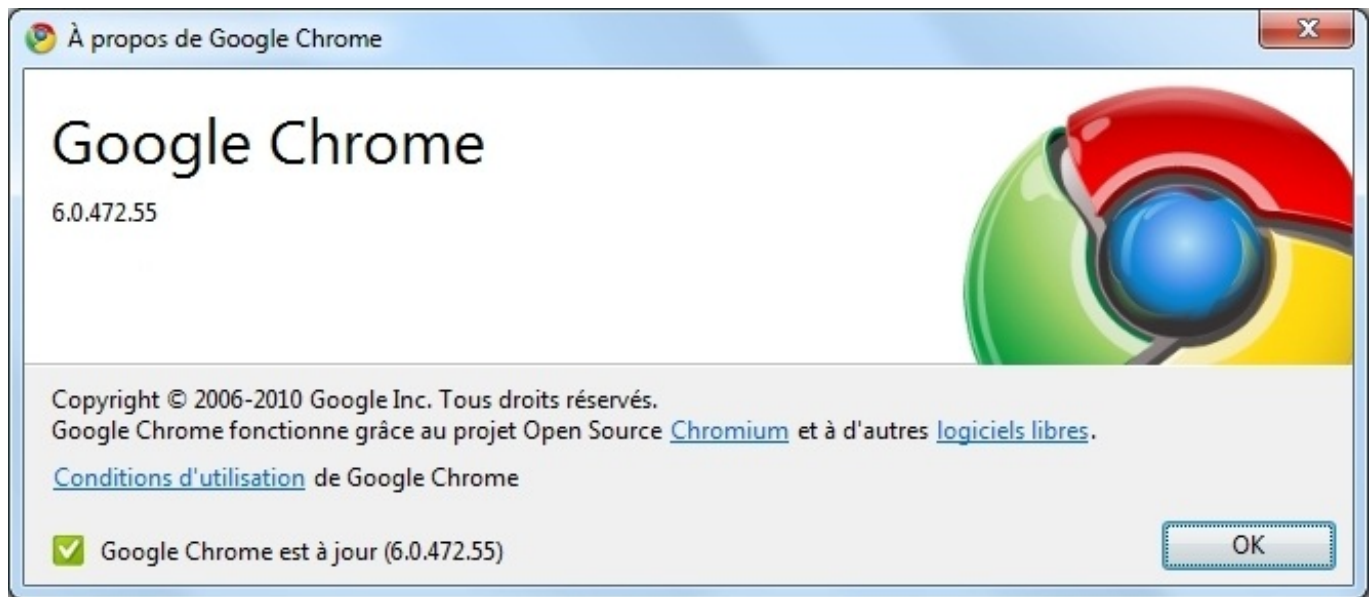 À propos de Google Chrome
Google Chrome
6.0.472.55
Copyright © 2006-2010 Google Inc. Tous droits réservés.
Google Chrome fonctionne grâce au projet Open Source Chromium et à d'autres logiciels libres.
Conditions d'utilisation de Google Chrome
Google Chrome est à jour (6.0.472.55)
OK